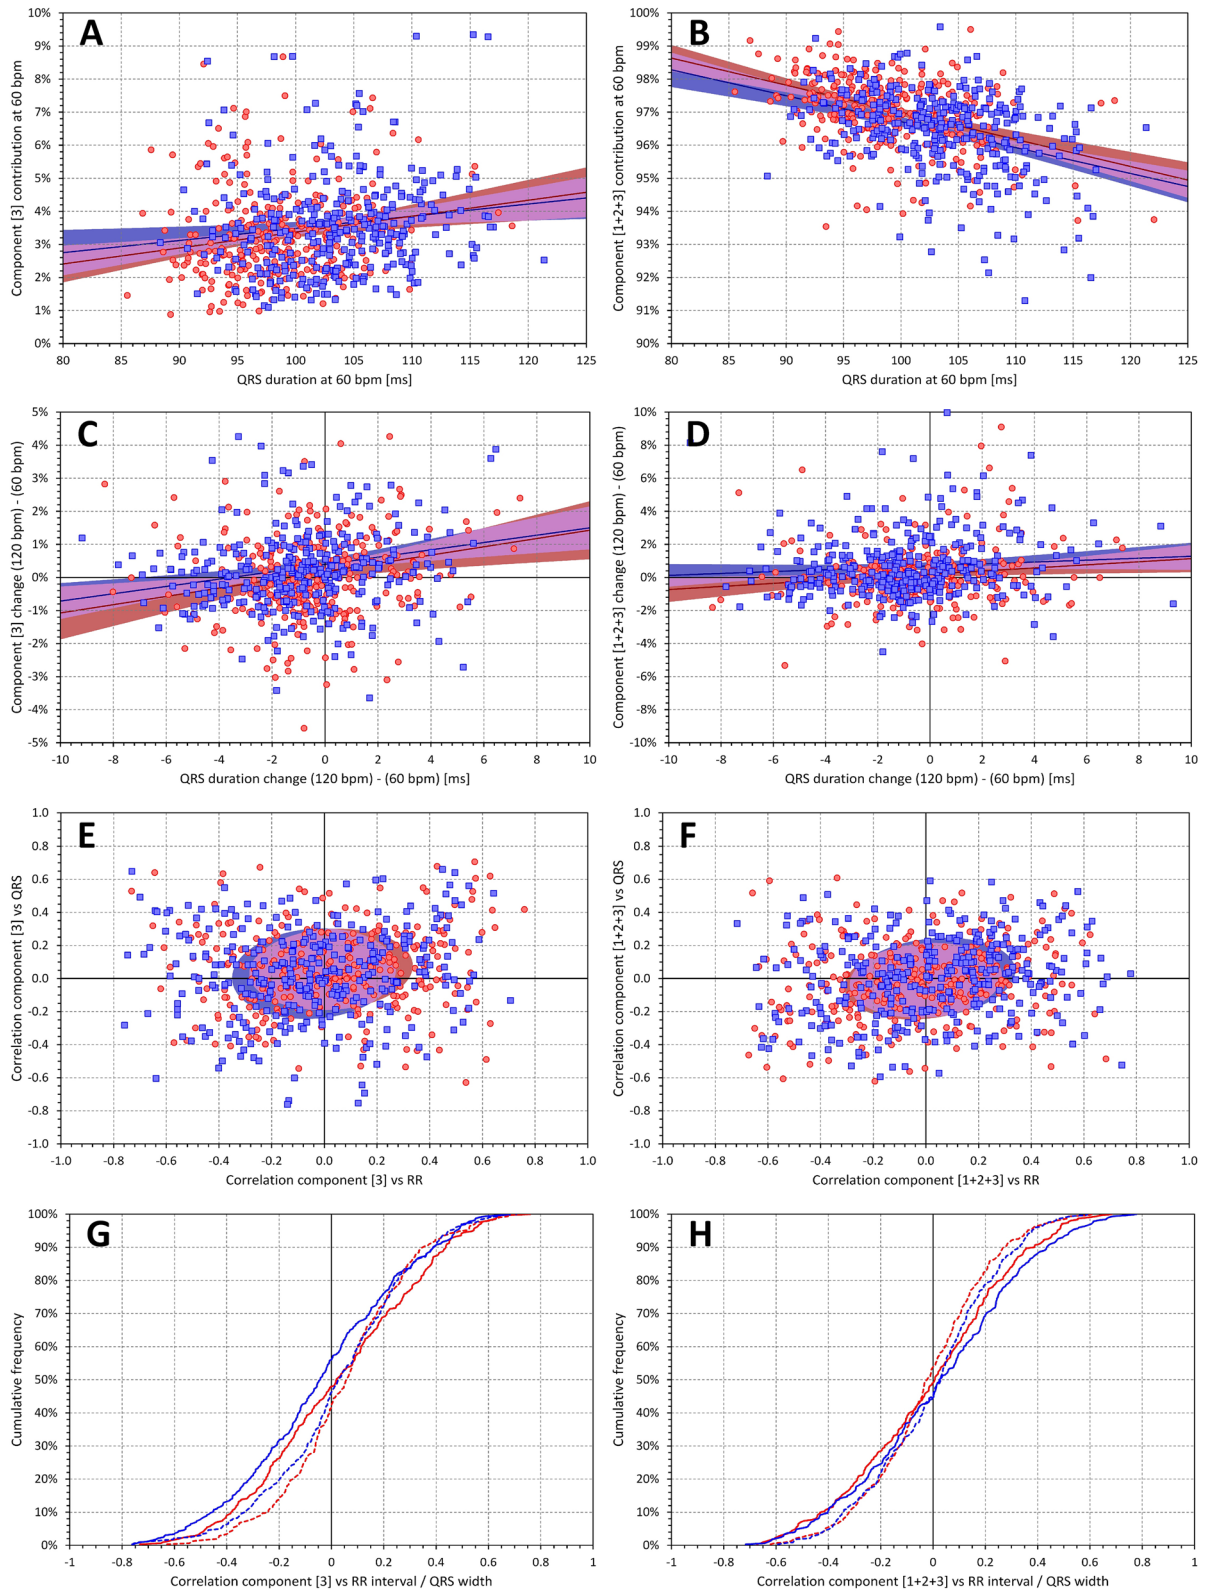 A
Component [3] contribution at 60 bpm
10%
9%
8%
7%
6%
5%
4%
3%
2%
1%
0%
80 85 90 95 100 105 110 115 120 125
QRS duration at 60 bpm [ms]
B
Component [1+2+3] contribution at 60 bpm
100%
99%
98%
97%
96%
95%
94%
93%
92%
91%
90%
80 85 90 95 100 105 110 115 120 125
QRS duration at 60 bpm [ms]
C
Component [3] change (120 bpm) - (60 bpm)
5%
4%
3%
2%
1%
0%
-1%
-2%
-3%
-4%
-5%
-10 -8 -6 -4 -2 0 2 4 6 8 10
QRS duration change (120 bpm) - (60 bpm) [ms]
D
Component [1+2+3] change (120 bpm) - (60 bpm)
10%
8%
6%
4%
2%
0%
-2%
-4%
-6%
-8%
-10%
-10 -8 -6 -4 -2 0 2 4 6 8 10
QRS duration change (120 bpm) - (60 bpm) [ms]
E
Correlation component [3] vs QRS
1.0
0.8
0.6
0.4
0.2
0.0
-0.2
-0.4
-0.6
-0.8
-1.0
-1.0 -0.8 -0.6 -0.4 -0.2 0.0 0.2 0.4 0.6 0.8 1.0
Correlation component [3] vs RR
F
Correlation component [1+2+3] vs QRS
1.0
0.8
0.6
0.4
0.2
0.0
-0.2
-0.4
-0.6
-0.8
-1.0
-1.0 -0.8 -0.6 -0.4 -0.2 0.0 0.2 0.4 0.6 0.8 1.0
Correlation component [1+2+3] vs RR
G
Cumulative frequency
100%
90%
80%
70%
60%
50%
40%
30%
20%
10%
0%
-1 -0.8 -0.6 -0.4 -0.2 0 0.2 0.4 0.6 0.8 1
Correlation component [3] vs RR interval / QRS width
H
Cumulative frequency
100%
90%
80%
70%
60%
50%
40%
30%
20%
10%
0%
-1 -0.8 -0.6 -0.4 -0.2 0 0.2 0.4 0.6 0.8 1
Correlation component [1+2+3] vs RR interval / QRS width